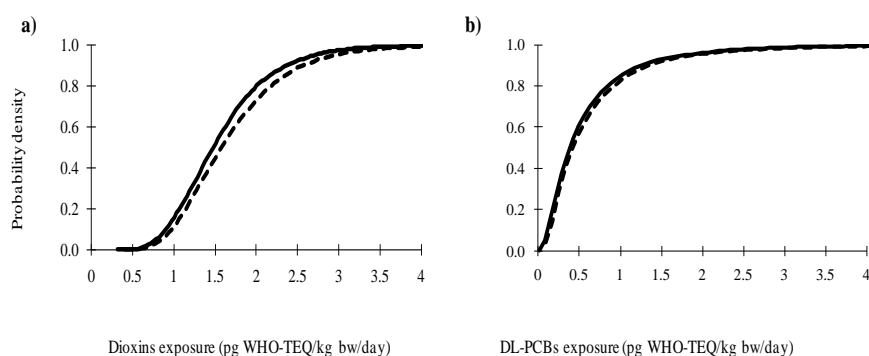 a)
b)
Probability density
1.0
0.8
0.6
0.4
0.2
0.0
0 0.5 1 1.5 2 2.5 3 3.5 4
Dioxins exposure (pg WHO-TEQ/kg bw/day)
1.0
0.8
0.6
0.4
0.2
0.0
0 0.5 1 1.5 2 2.5 3 3.5 4
DL-PCBs exposure (pg WHO-TEQ/kg bw/day)